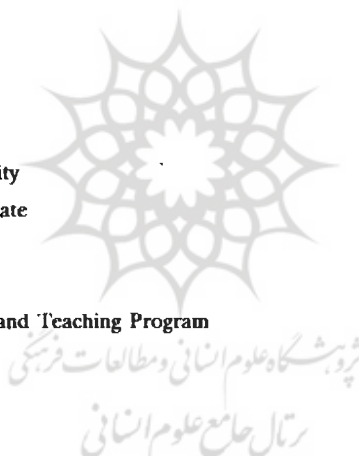 ity
ate
and Teaching Program
پژوهشگاه علوم انسانی و مطالعات فرهنگی
پرتال جامع علوم انسانی